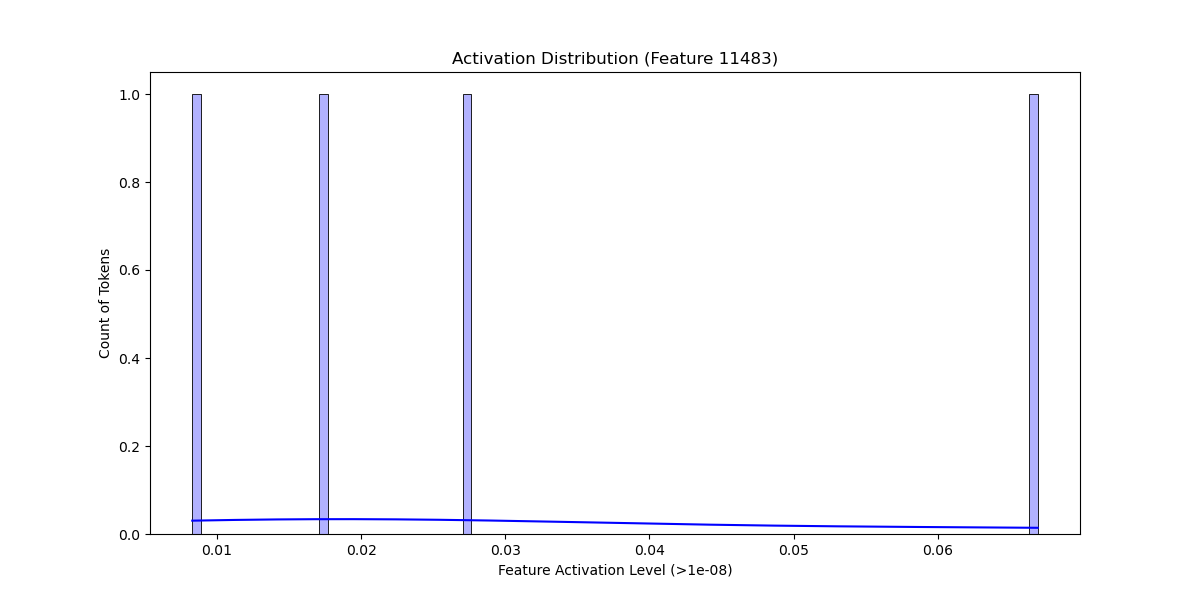 Activation Distribution (Feature 11483)
1.0
0.8
0.6
0.4
0.2
0.0
Count of Tokens
0.01 0.02 0.03 0.04 0.05 0.06
Feature Activation Level (>1e-08)